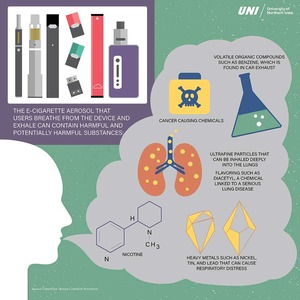 UNI
University of
Northern Iowa
THE E-CIGARETTE AEROSOL THAT
USERS BREATHE FROM THE DEVICE AND
EXHALE CAN CONTAIN HARMFUL AND
POTENTIALLY HARMFUL SUBSTANCES
VOLATILE ORGANIC COMPOUNDS
SUCH AS BENZENE, WHICH IS
FOUND IN CAR EXHAUST
CANCER CAUSING CHEMICALS
ULTRAFINE PARTICLES THAT
CAN BE INHALED DEEPLY
INTO THE LUNGS
FLAVORING SUCH AS
DIACETYL, A CHEMICAL
LINKED TO A SERIOUS
LUNG DISEASE
H
N
CH3
N
NICOTINE
HEAVY METALS SUCH AS NICKEL,
TIN, AND LEAD THAT CAN CAUSE
RESPIRATORY DISTRESS